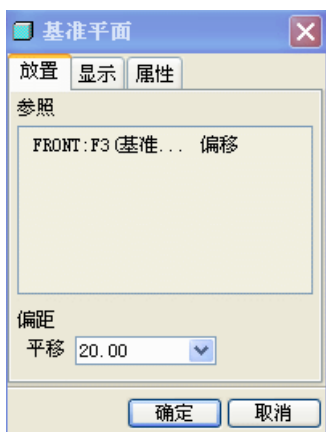 基准平面
放置 显示 属性
参照
FRONT:F3(基准... 偏移
偏距
平移 20.00
确定 取消